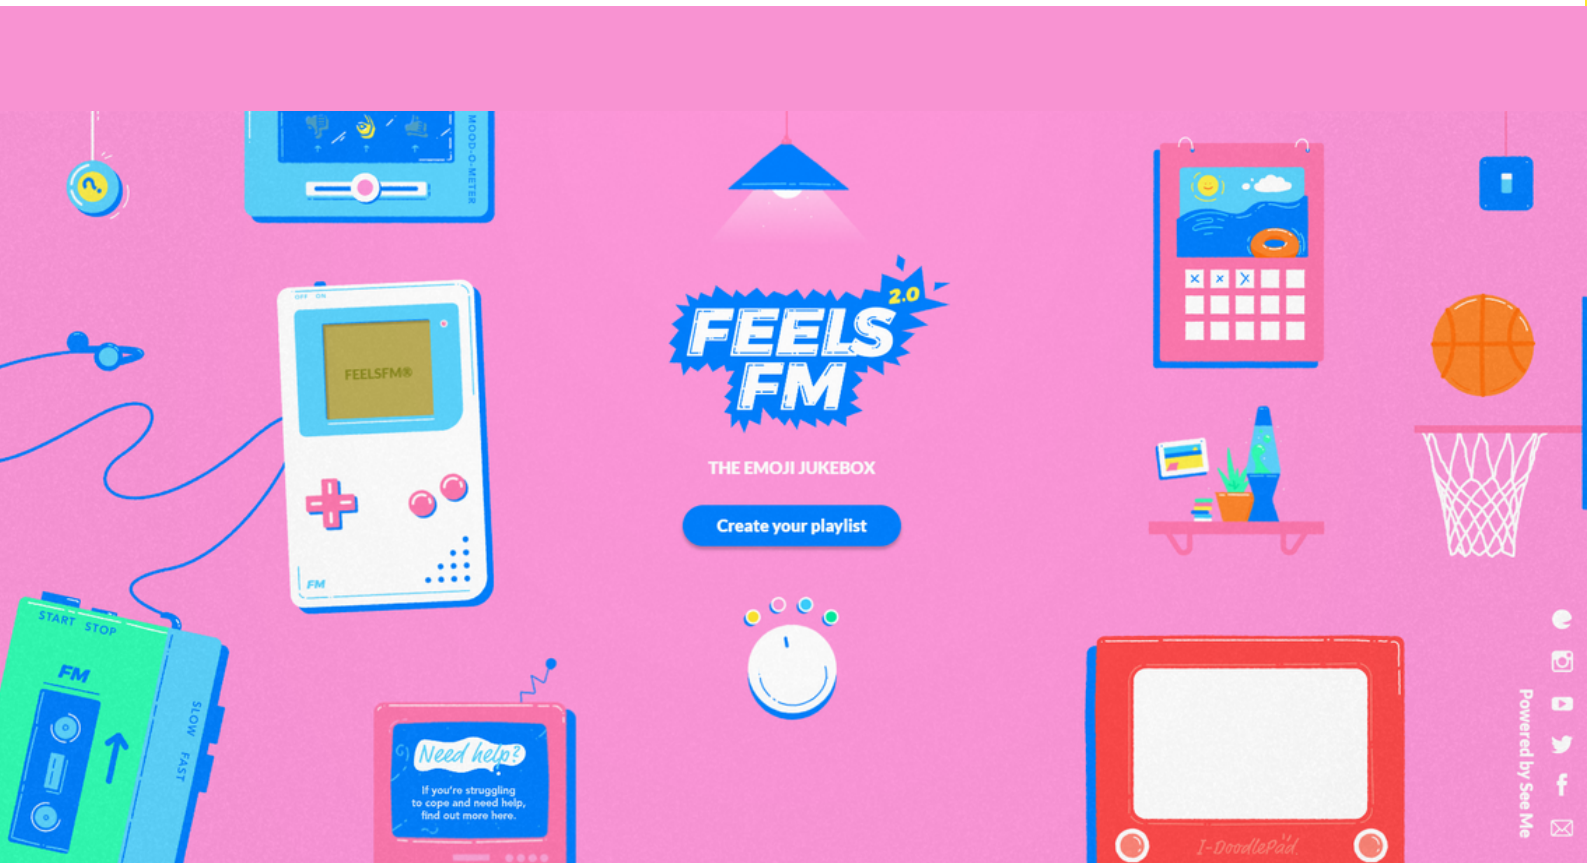 MOOD-O-METER
OFF ON
FEELSFM®
FM
START STOP
FM
SLOW FAST
2.0
FEELS
FM
THE EMOJI JUKEBOX
Create your playlist
Need help?
If you're struggling
to cope and need help,
find out more here.
I-DoodlePad.
Powered by See Me